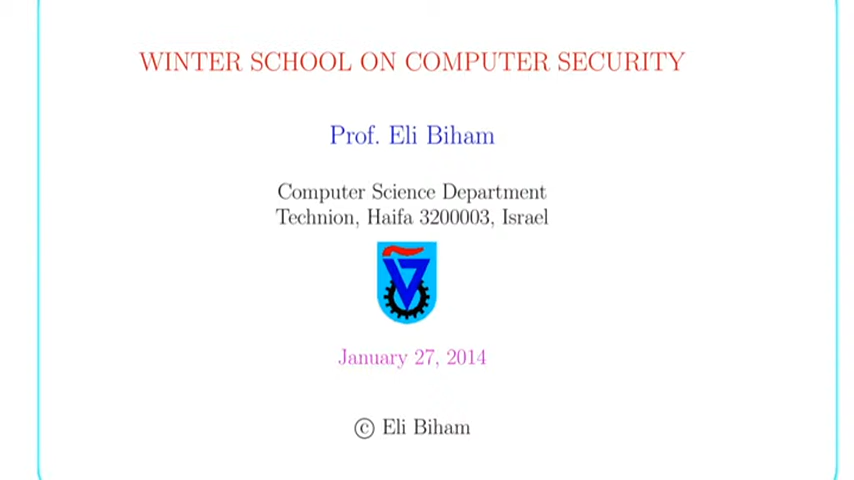 WINTER SCHOOL ON COMPUTER SECURITY
Prof. Eli Biham
Computer Science Department
Technion, Haifa 3200003, Israel
January 27, 2014
© Eli Biham